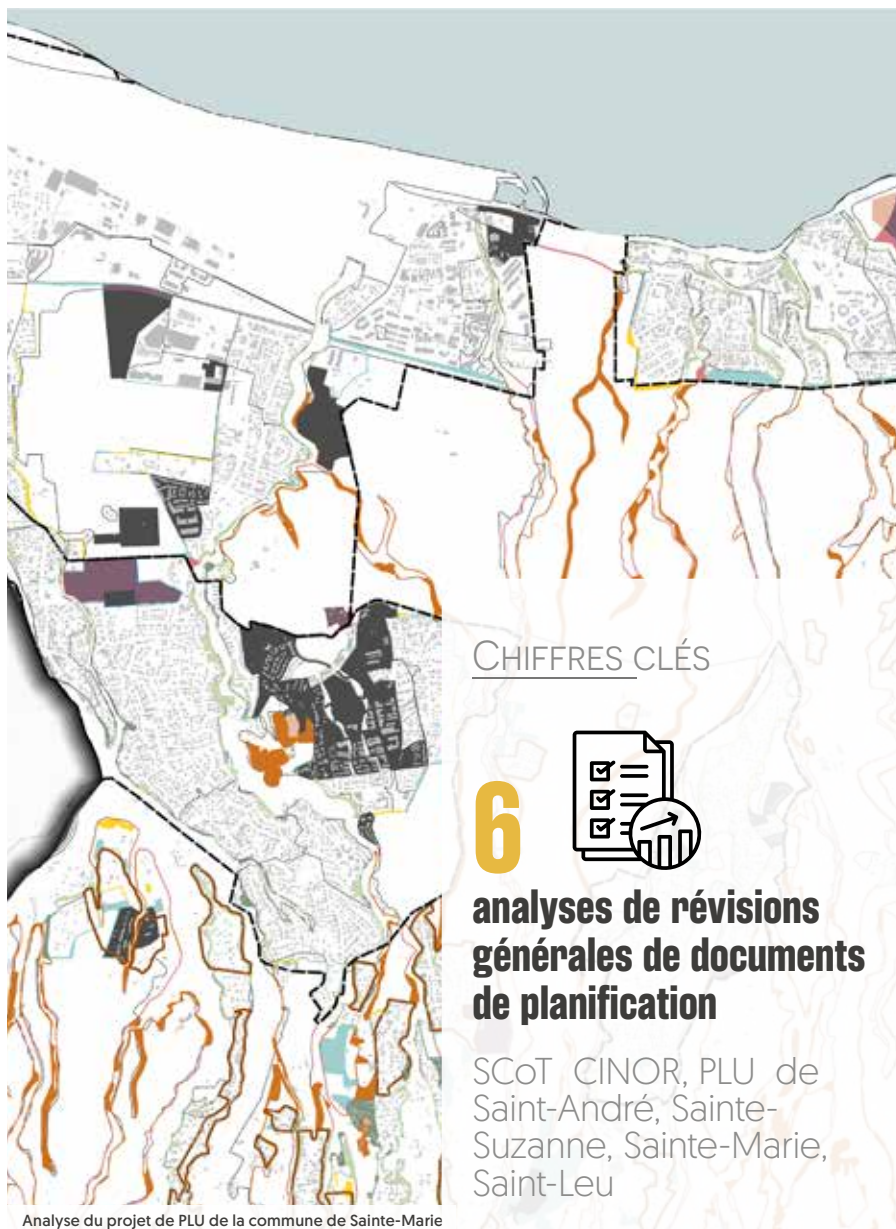 CHIFFRES CLÉS
6
analyses de révisions
générales de documents
de planification
SCoT CINOR, PLU de
Saint-André, Sainte-
Suzanne, Sainte-Marie,
Saint-Leu
Analyse du projet de PLU de la commune de Sainte-Marie